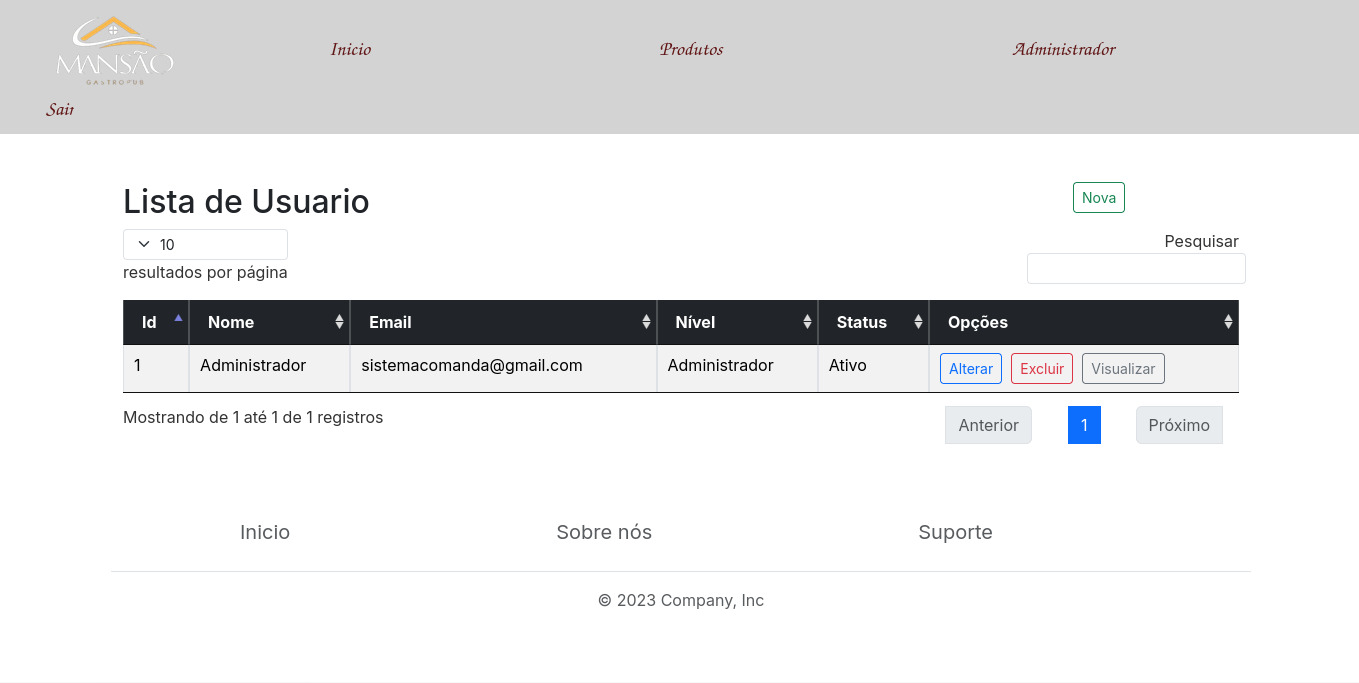 MANSÃO
GASTROPUB
Inicio Produtos Administrador
Sair
Lista de Usuario Nova
10
resultados por página
Pesquisar
Id Nome Email Nível Status Opções
1 Administrador sistemacomanda@gmail.com Administrador Ativo Alterar Excluir Visualizar
Mostrando de 1 até 1 de 1 registros Anterior 1 Próximo
Inicio Sobre nós Suporte
© 2023 Company, Inc